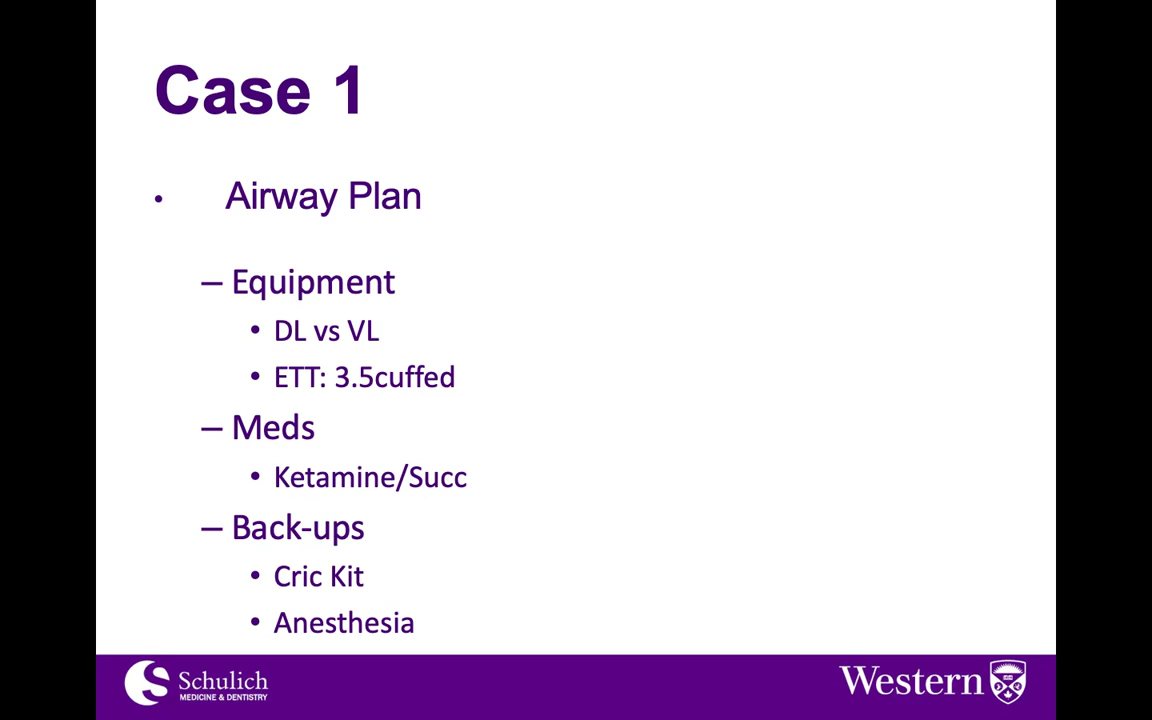 Case 1
• Airway Plan
– Equipment
• DL vs VL
• ETT: 3.5cuffed
– Meds
• Ketamine/Succ
– Back-ups
• Cric Kit
• Anesthesia
Schulich
MEDICINE & DENTISTRY
Western